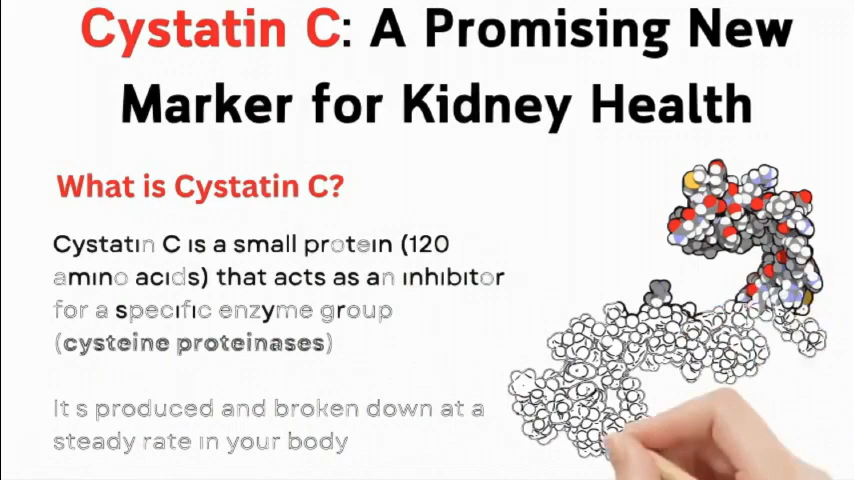 Cystatin C: A Promising New
Marker for Kidney Health
What is Cystatin C?
Cystatin C is a small protein (120
amino acids) that acts as an inhibitor
for a specific enzyme group
(cysteine proteinases)
It s produced and broken down at a
steady rate in your body